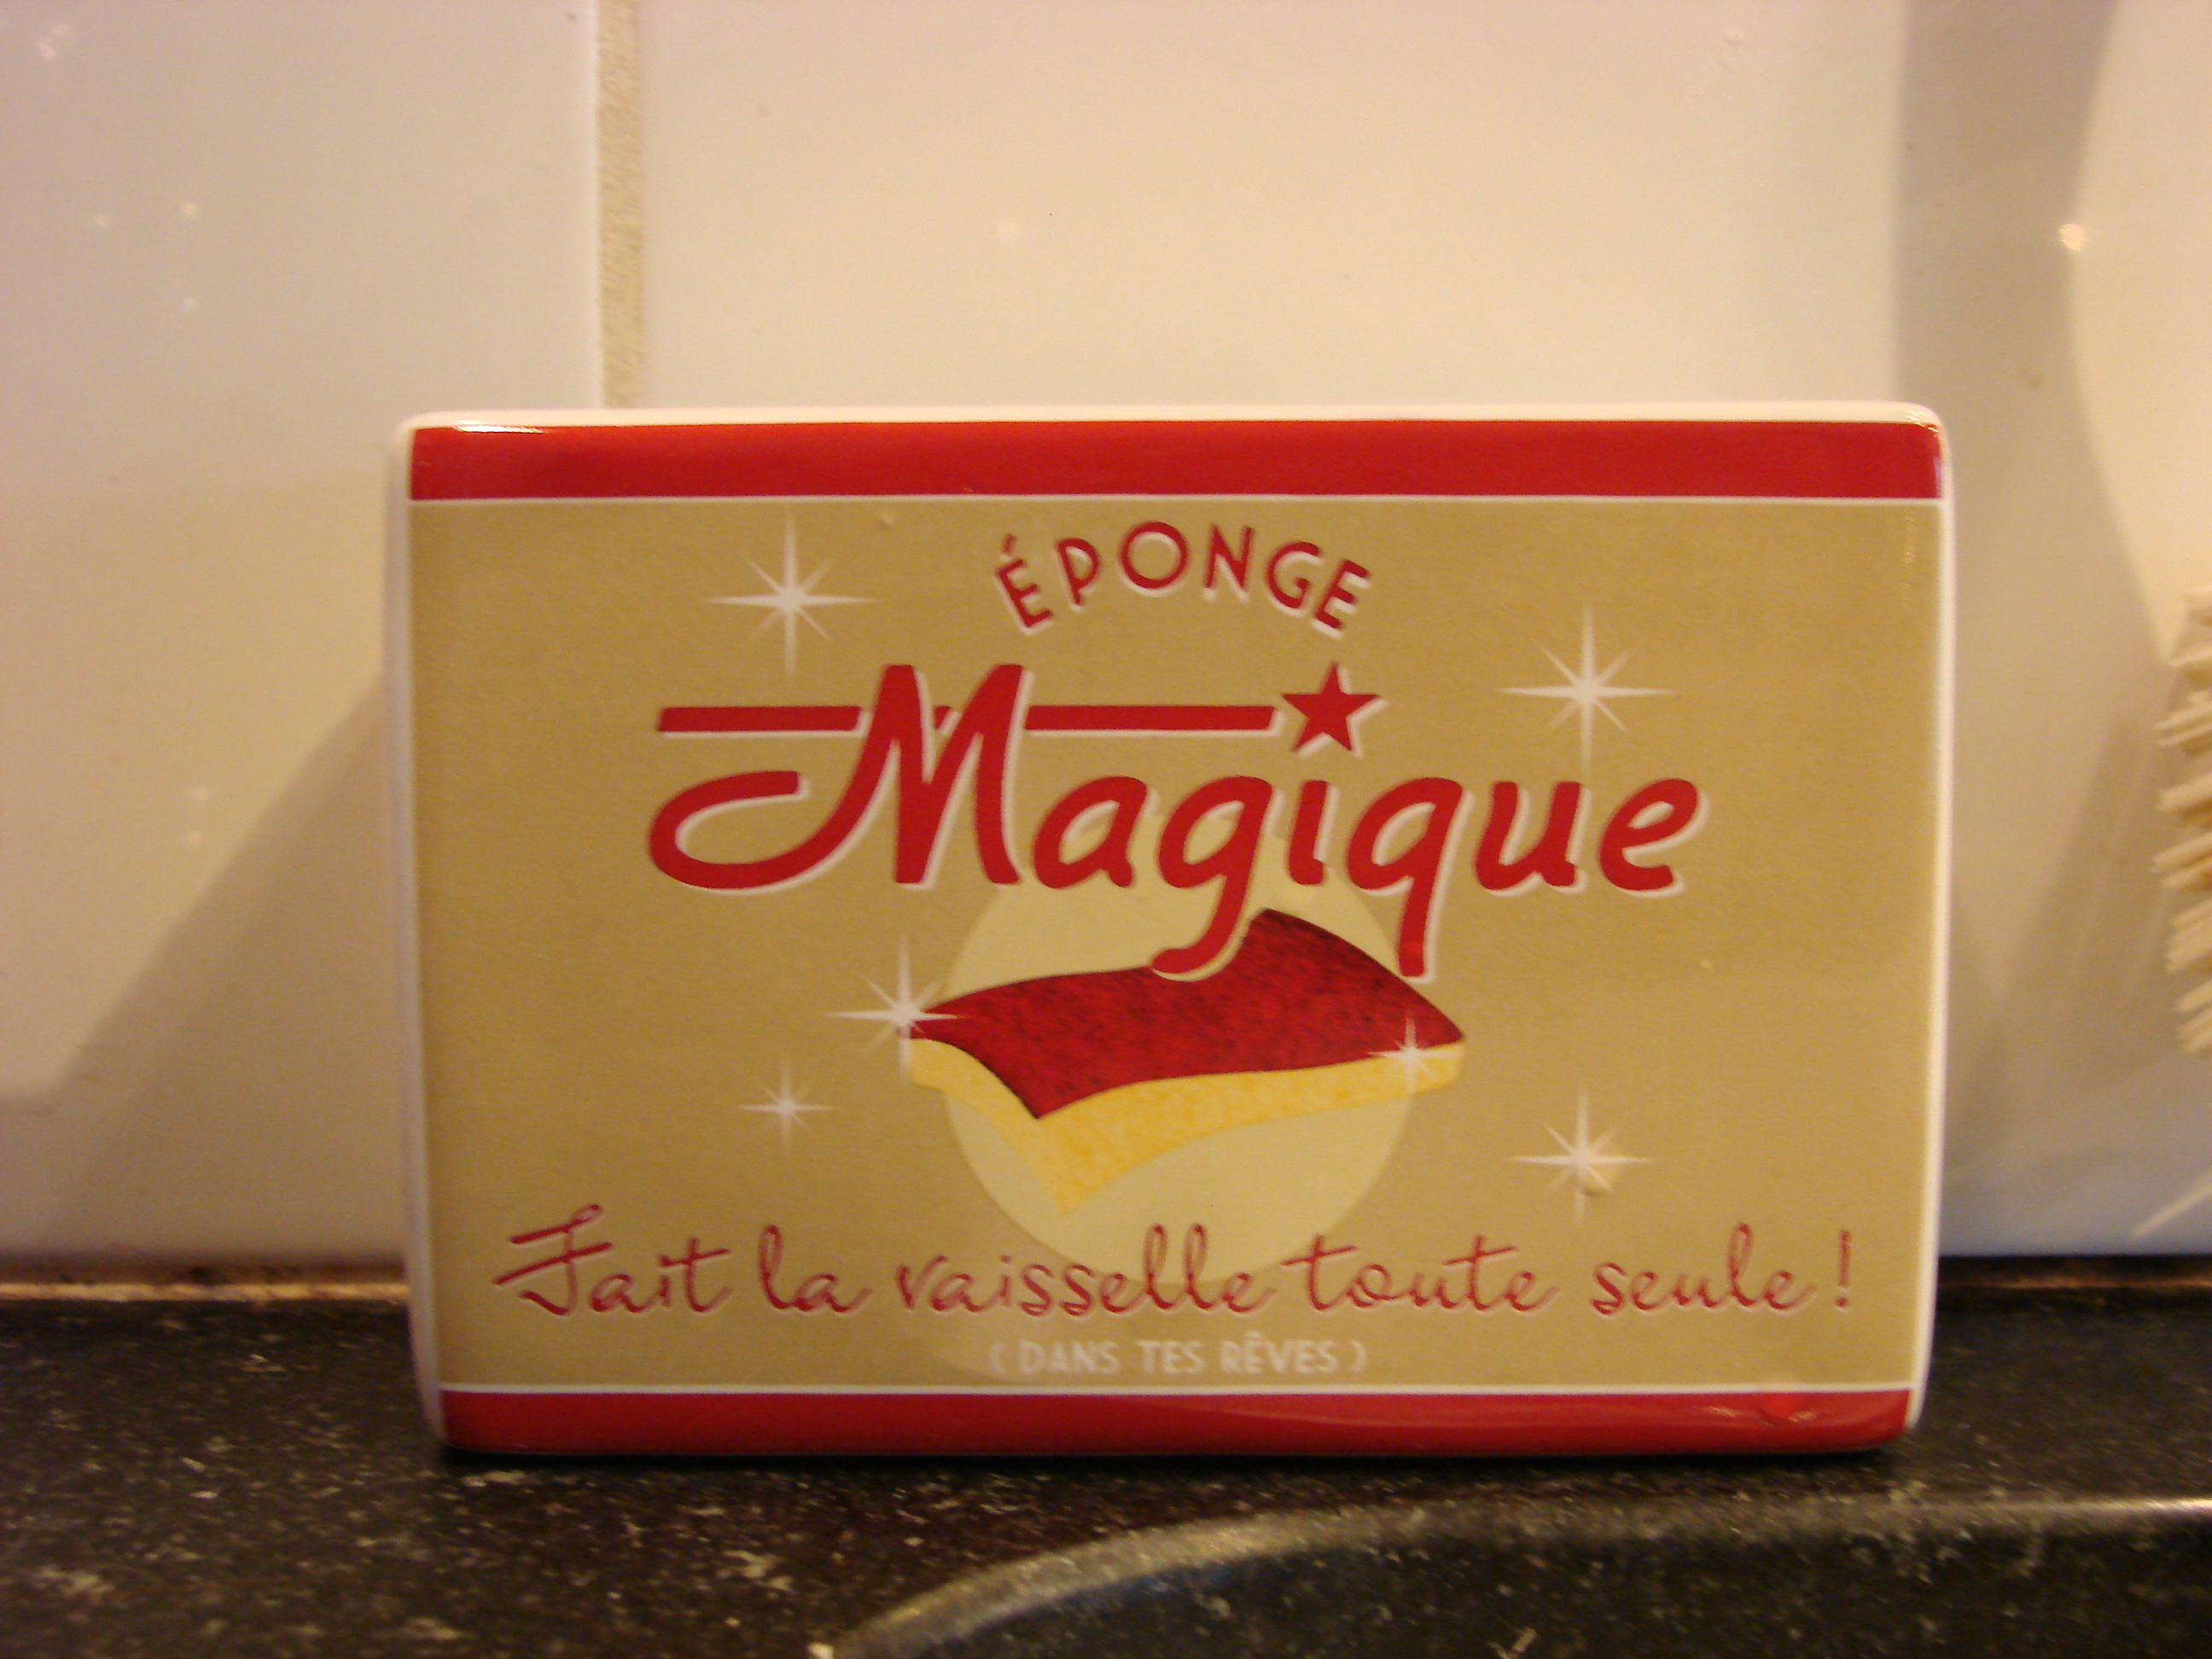 ÉPONGE
Magique
Fait la vaisselle toute seule !
( DANS TES RÊVES )